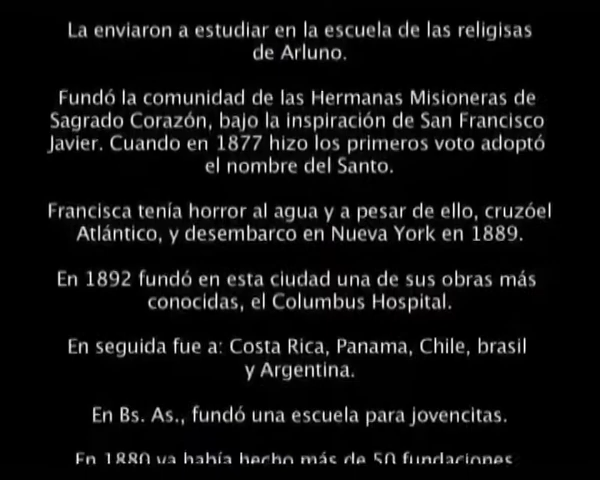 La enviaron a estudiar en la escuela de las religisas
de Arluno.
Fundó la comunidad de las Hermanas Misioneras de
Sagrado Corazón, bajo la inspiración de San Francisco
Javier. Cuando en 1877 hizo los primeros voto adoptó
el nombre del Santo.
Francisca tenía horror al agua y a pesar de ello, cruzóel
Atlántico, y desembarco en Nueva York en 1889.
En 1892 fundó en esta ciudad una de sus obras más
conocidas, el Columbus Hospital.
En seguida fue a: Costa Rica, Panama, Chile, brasil
y Argentina.
En Bs. As., fundó una escuela para jovencitas.
En 1880 ya había hecho más de 50 fundaciones